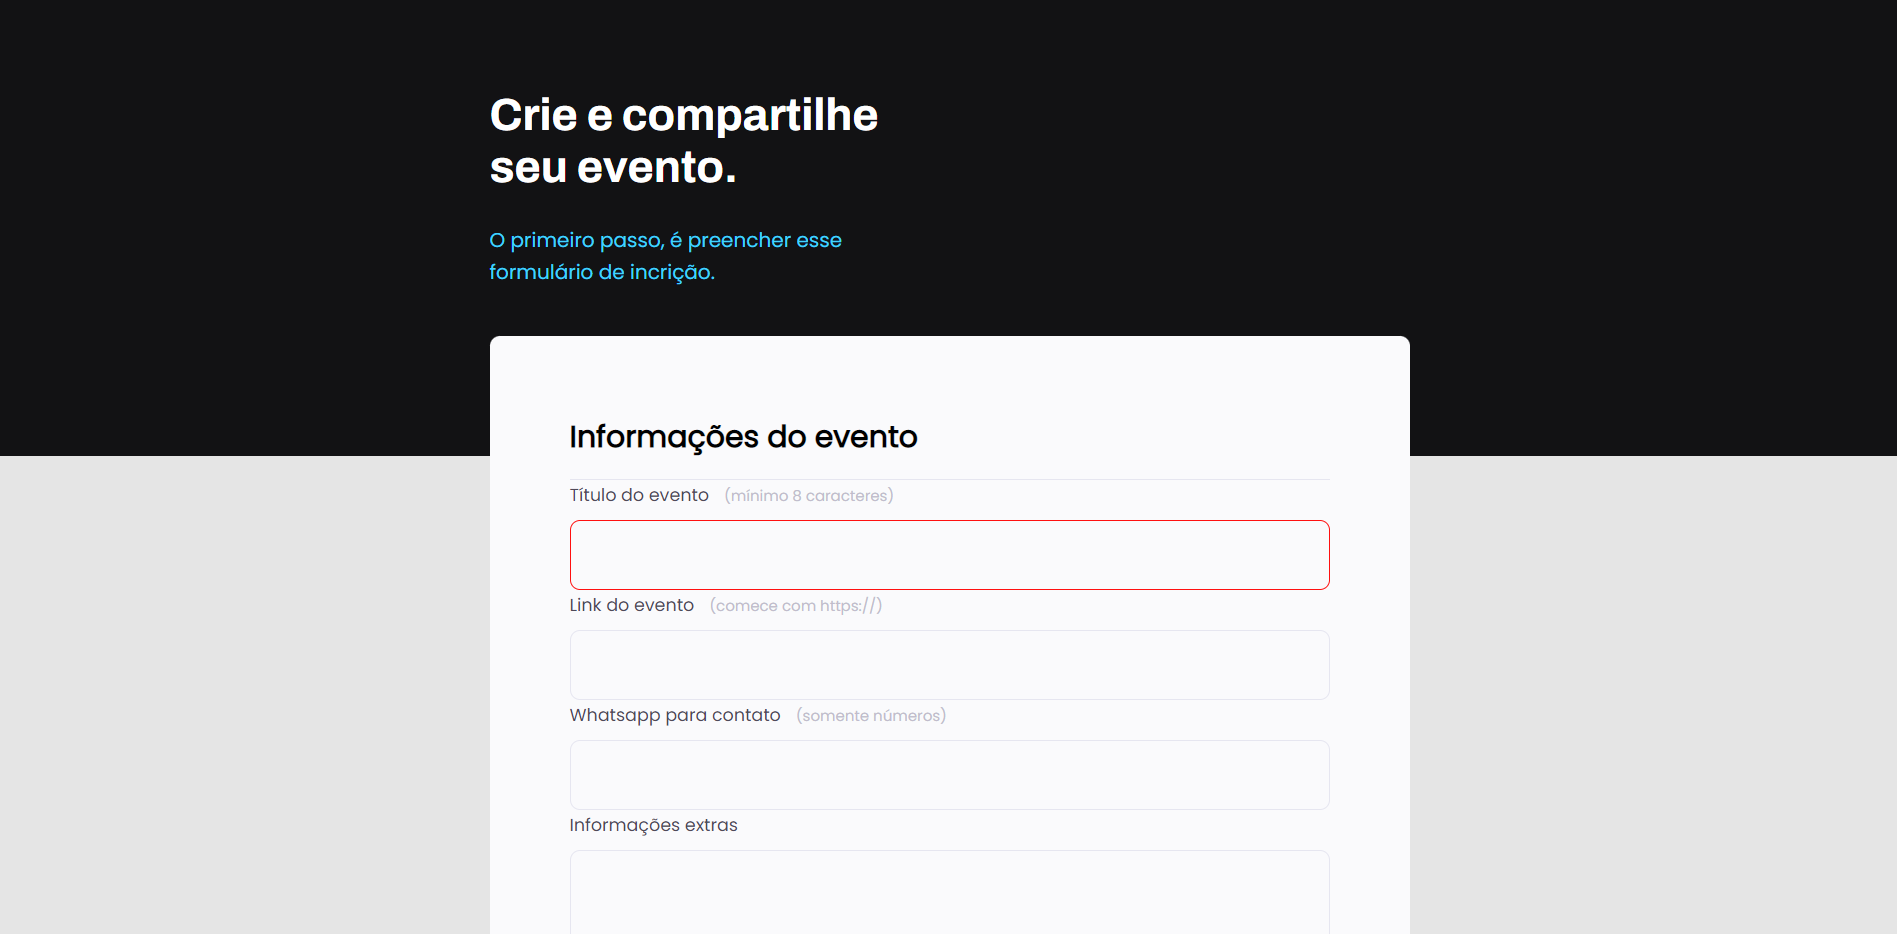 Crie e compartilhe
seu evento.
O primeiro passo, é preencher esse
formulário de incrição.
Informações do evento
Título do evento (mínimo 8 caracteres)
Link do evento (comece com https://)
Whatsapp para contato (somente números)
Informações extras